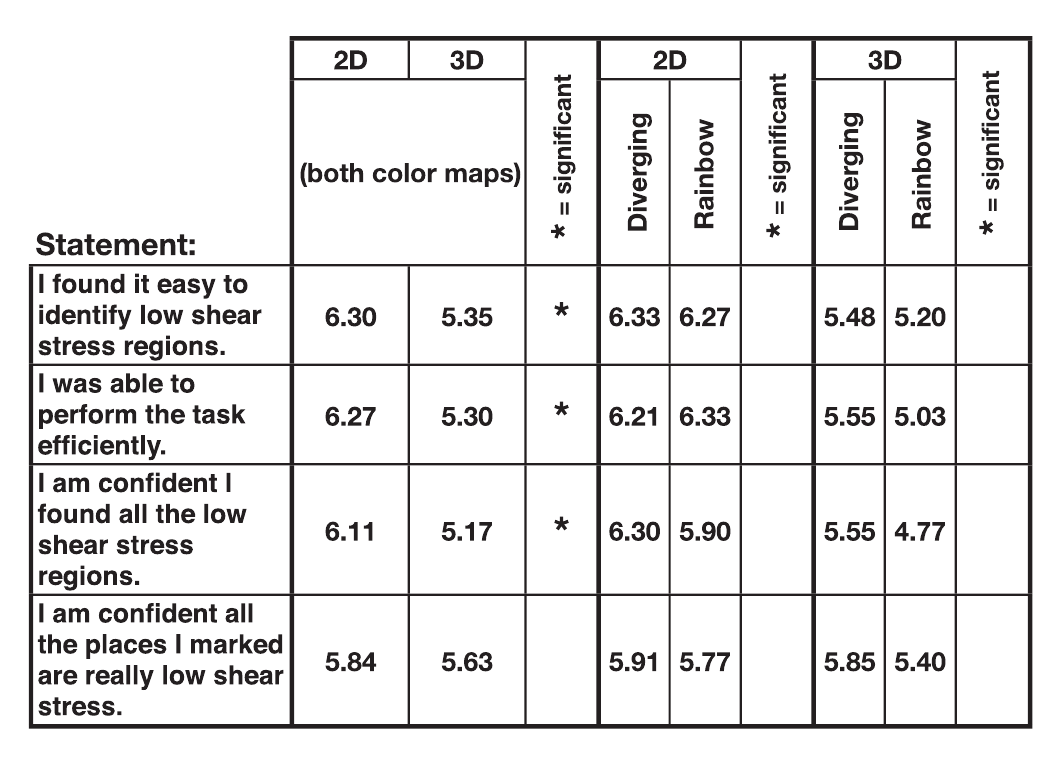 2D 3D 2D 3D
(both color maps)
* = significant
Diverging
Rainbow
* = significant
Diverging
Rainbow
* = significant
Statement:
I found it easy to
identify low shear
stress regions.
6.30 5.35 * 6.33 6.27 5.48 5.20
I was able to
perform the task
efficiently.
6.27 5.30 * 6.21 6.33 5.55 5.03
I am confident I
found all the low
shear stress
regions.
6.11 5.17 * 6.30 5.90 5.55 4.77
I am confident all
the places I marked
are really low shear
stress.
5.84 5.63 5.91 5.77 5.85 5.40